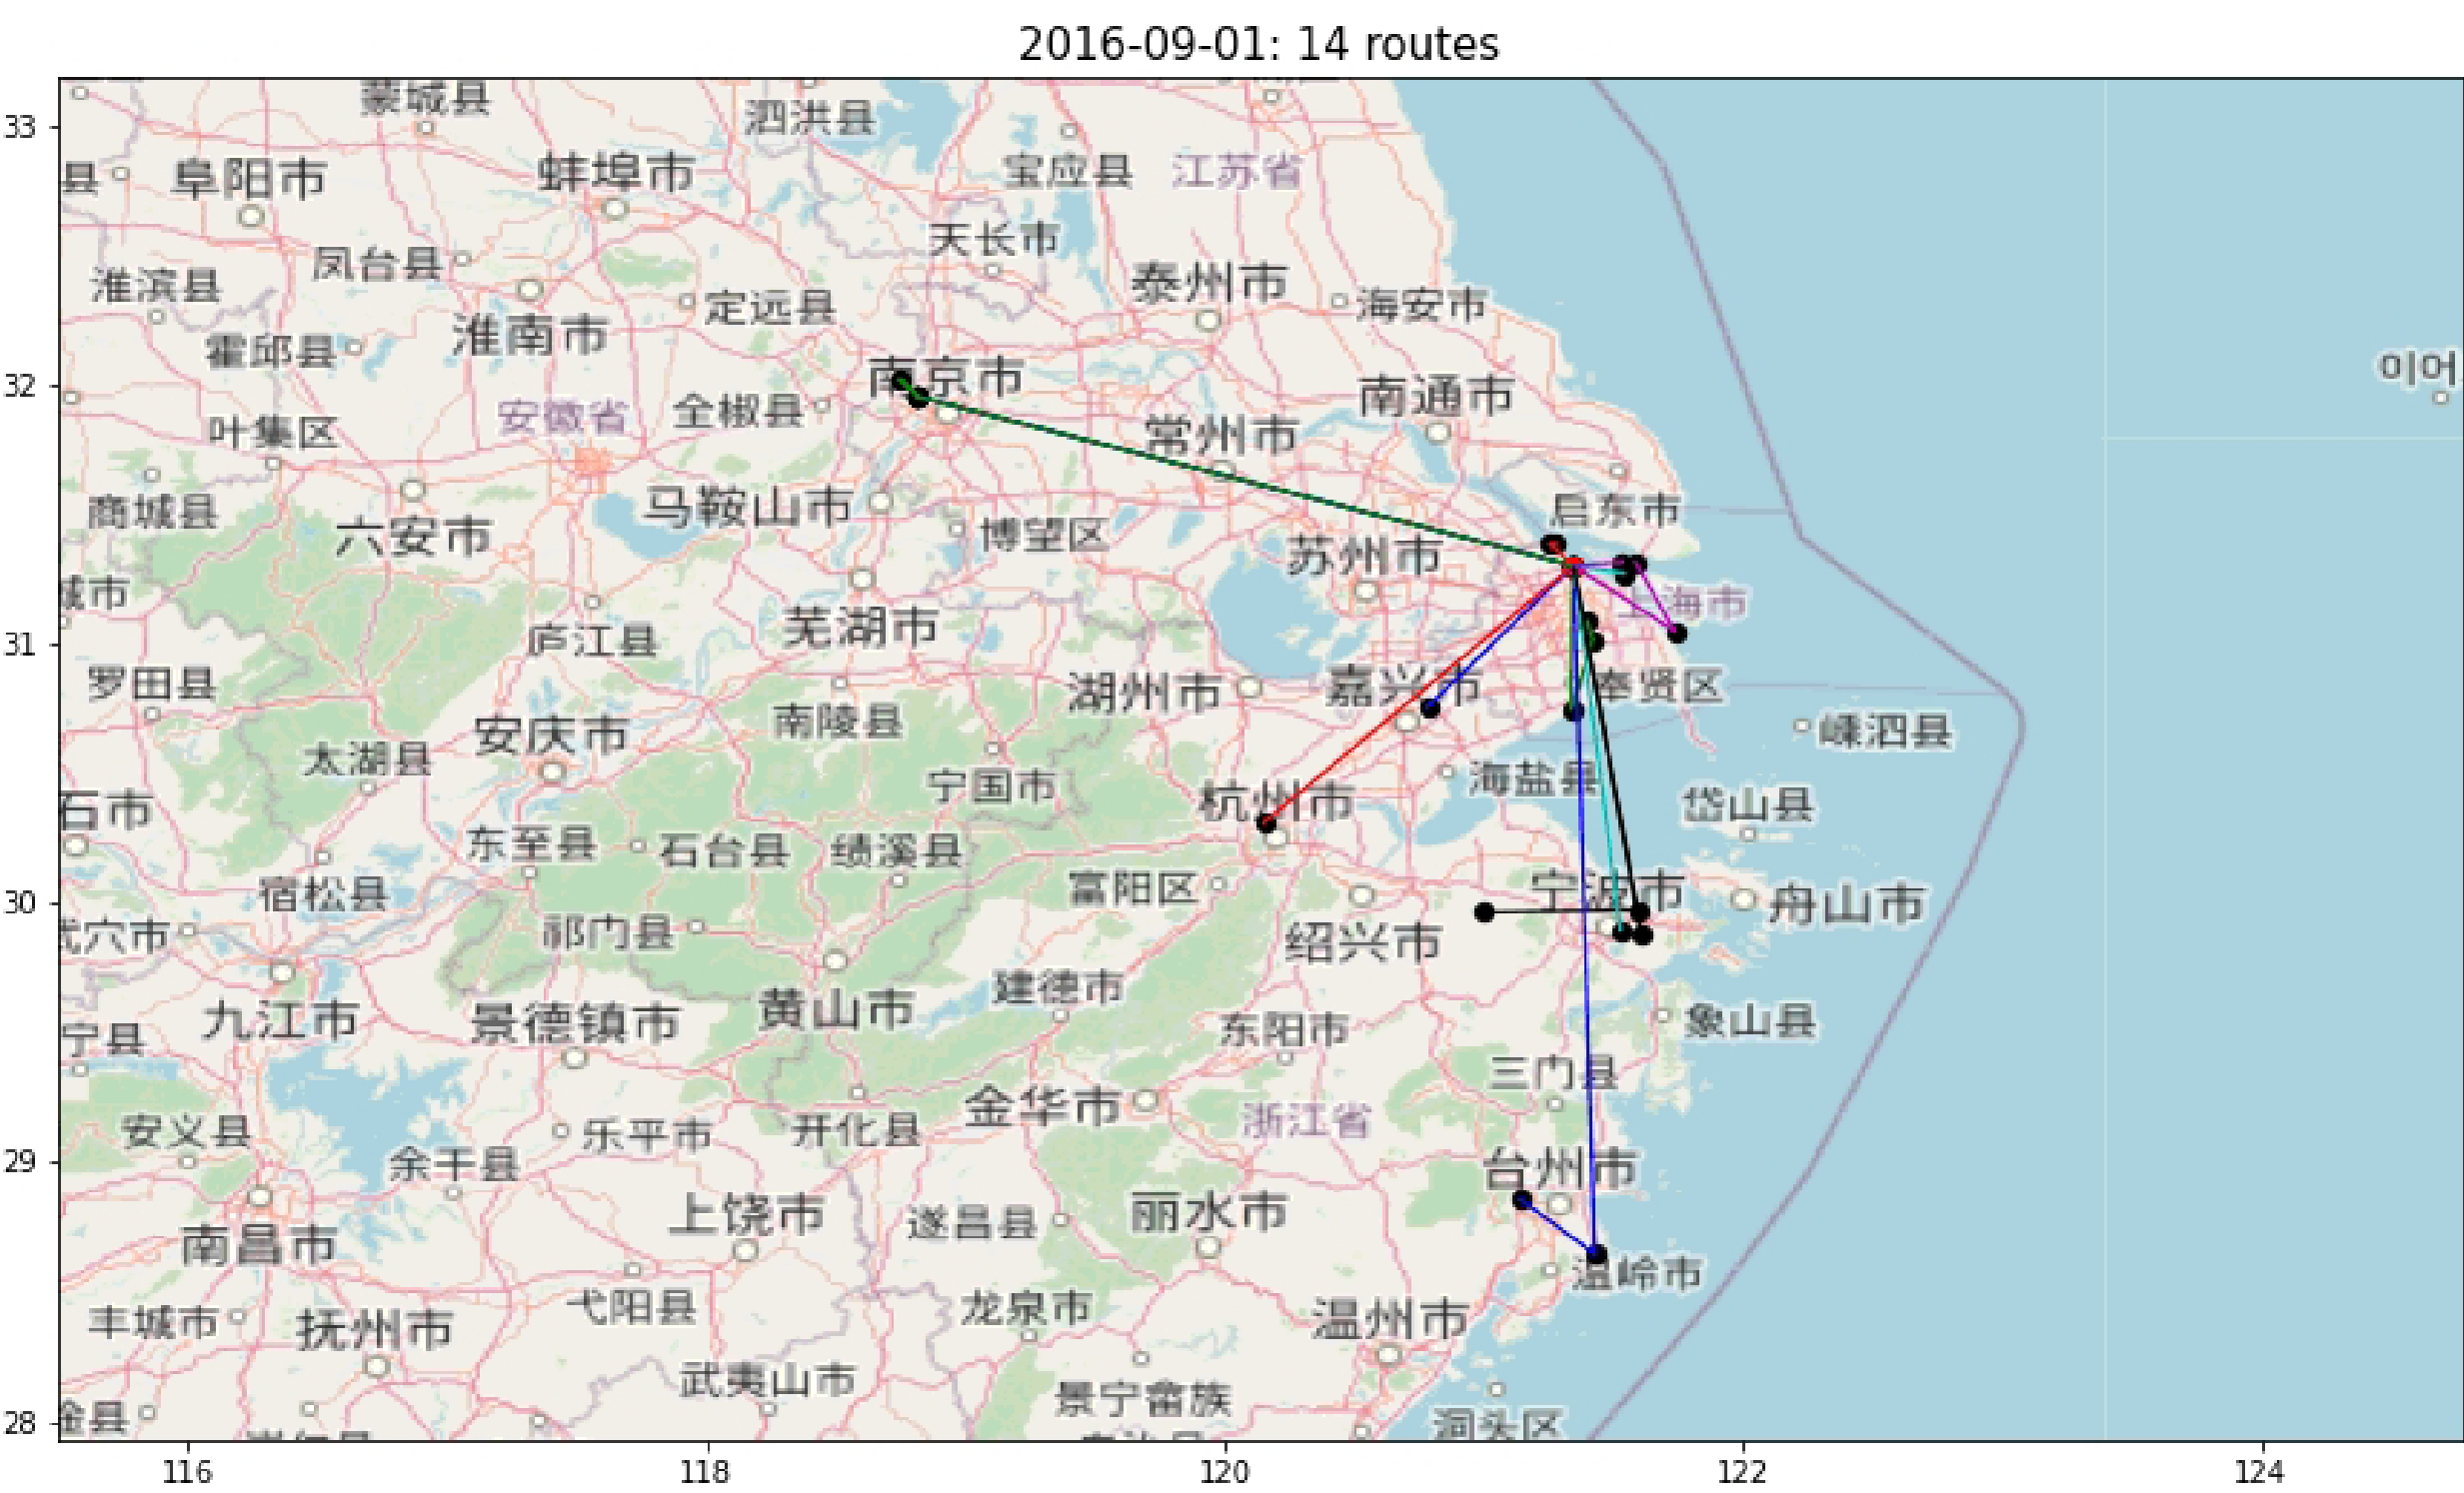 2016-09-01: 14 routes
33
32
31
30
29
28
116
118
120
122
124
蒙城县
泗洪县
宝应县
江苏省
县
阜阳市
蚌埠市
天长市
凤台县
淮滨县
泰州市
海安市
定远县
淮南市
霍邱县
이어
南京市
南通市
全椒县
安徽省
叶集区
常州市
商城县
马鞍山市
启东市
六安市
博望区
苏州市
城市
上海市
芜湖市
庐江县
罗田县
湖州市
嘉兴市
奉贤区
南陵县
安庆市
嵊泗县
太湖县
宁国市
海盐县
石市
杭州市
岱山县
东至县
石台县
绩溪县
宿松县
富阳区
宁波市
舟山市
武穴市
祁门县
绍兴市
建德市
九江市
景德镇市
黄山市
东阳市
象山县
宁县
三门县
金华市
浙江省
安义县
乐平市
开化县
余干县
台州市
上饶市
遂昌县
丽水市
南昌市
温岭市
弋阳县
龙泉市
丰城市
抚州市
温州市
武夷山市
景宁畲族
金县
洞头区